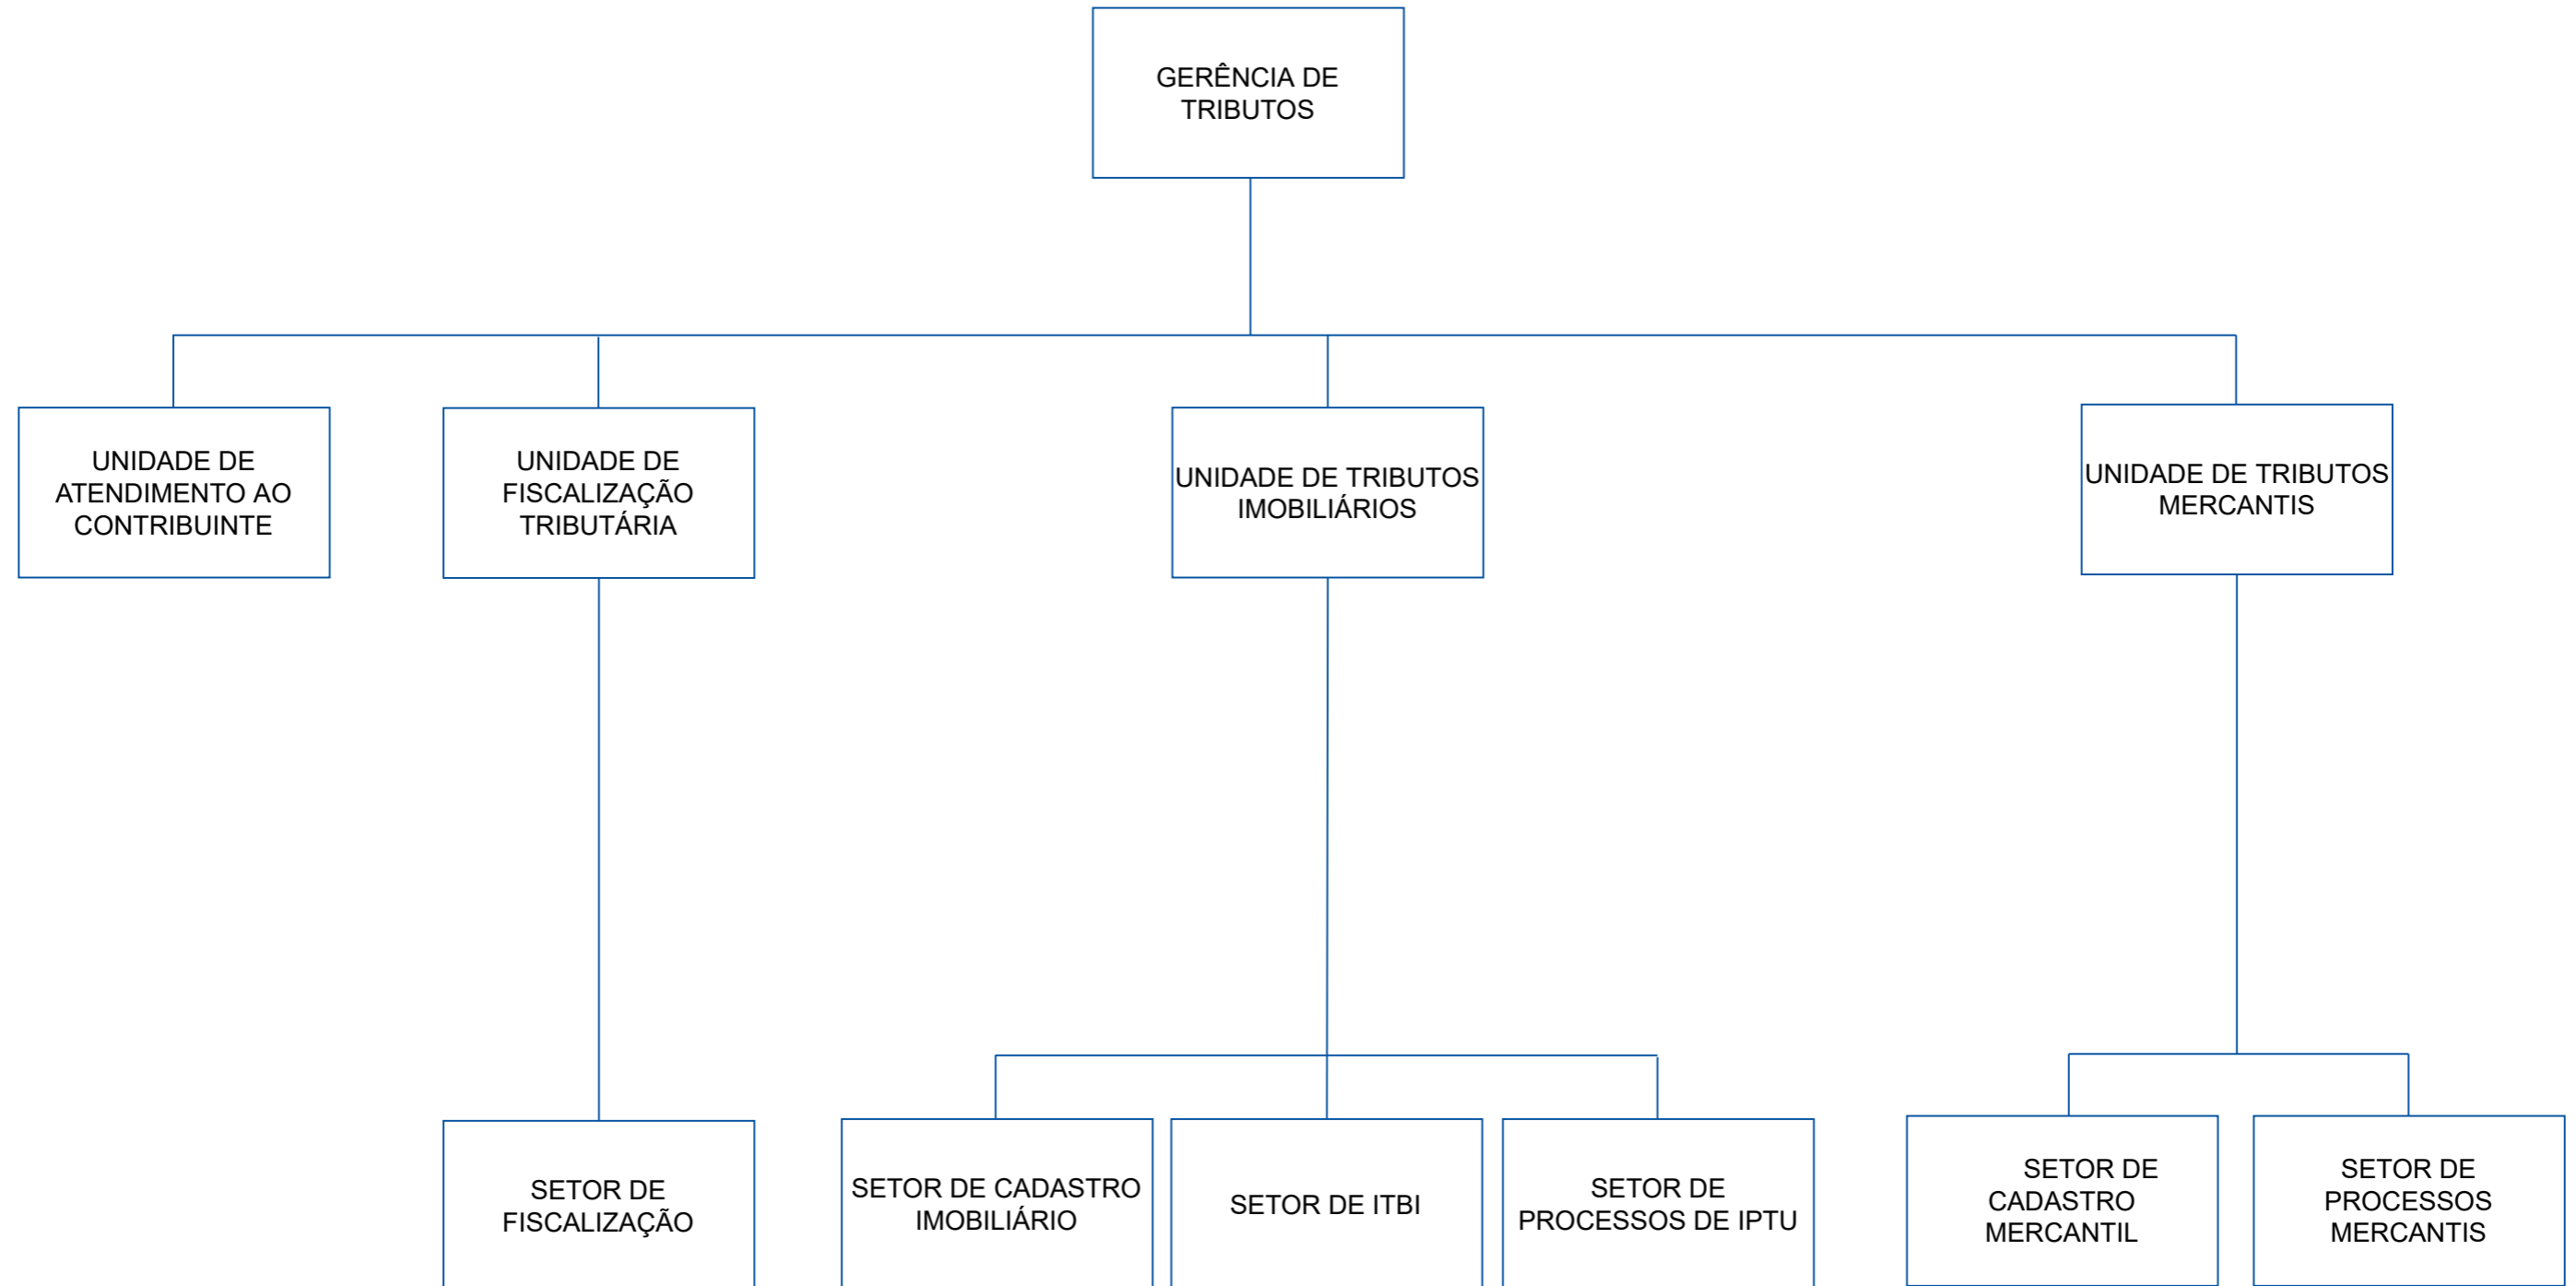 GERÊNCIA DE
TRIBUTOS
UNIDADE DE
ATENDIMENTO AO
CONTRIBUINTE
UNIDADE DE
FISCALIZAÇÃO
TRIBUTÁRIA
UNIDADE DE TRIBUTOS
IMOBILIÁRIOS
UNIDADE DE TRIBUTOS
MERCANTIS
SETOR DE
FISCALIZAÇÃO
SETOR DE CADASTRO
IMOBILIÁRIO
SETOR DE ITBI
SETOR DE
PROCESSOS DE IPTU
SETOR DE
CADASTRO
MERCANTIL
SETOR DE
PROCESSOS
MERCANTIS